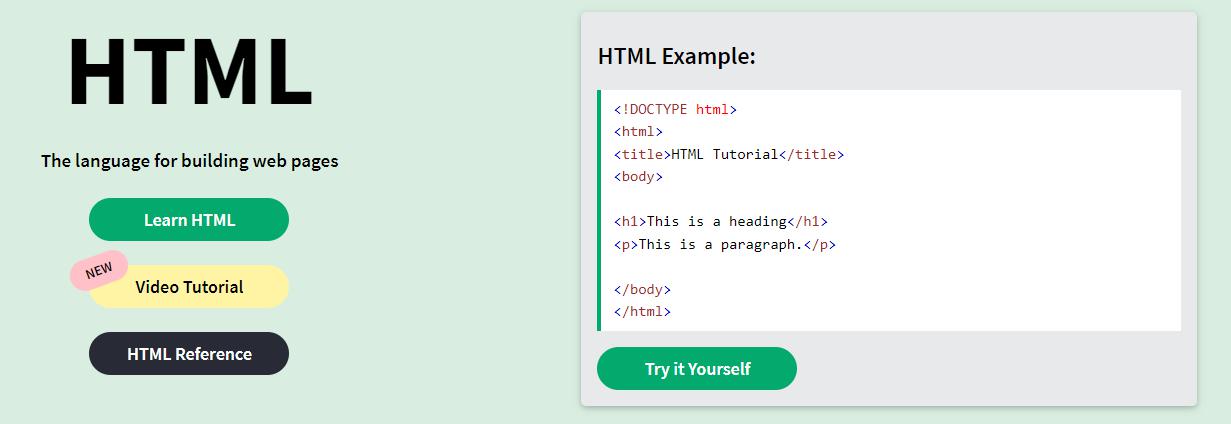 HTML
The language for building web pages
Learn HTML
NEW
Video Tutorial
HTML Reference
HTML Example:
<!DOCTYPE html>
<html>
<title>HTML Tutorial</title>
<body>
<h1>This is a heading</h1>
<p>This is a paragraph.</p>
</body>
</html>
Try it Yourself